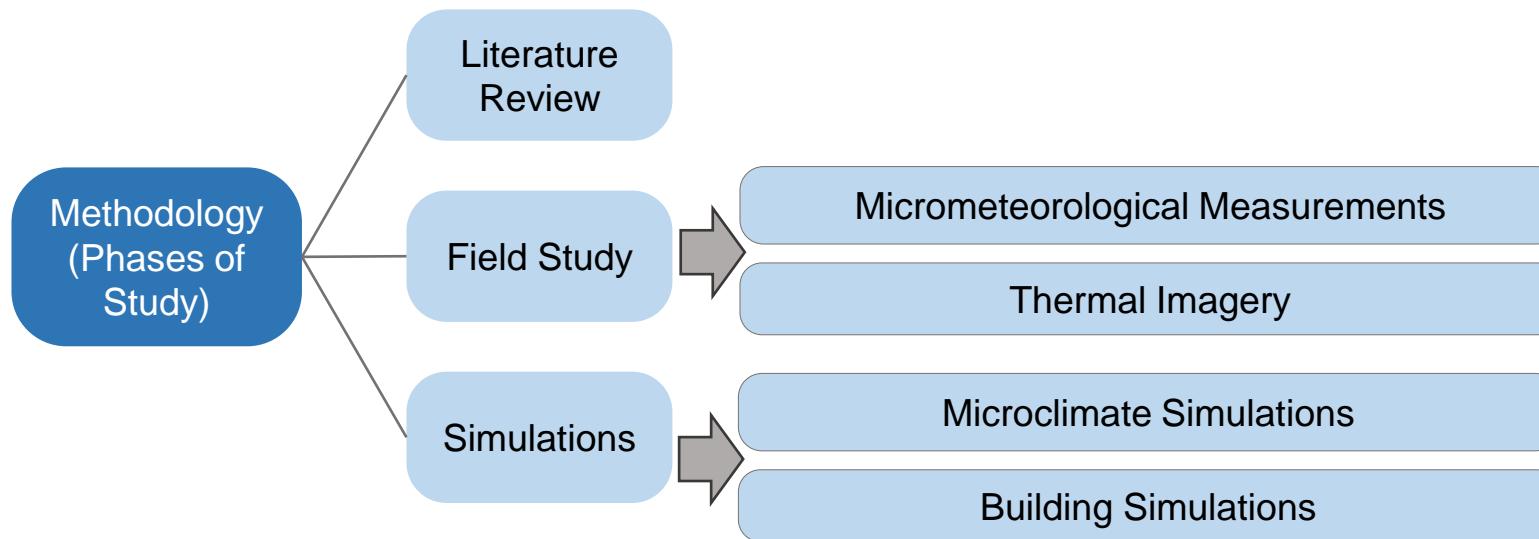 Literature
Review
Methodology
(Phases of
Study)
Field Study
Micrometeorological Measurements
Thermal Imagery
Simulations
Microclimate Simulations
Building Simulations